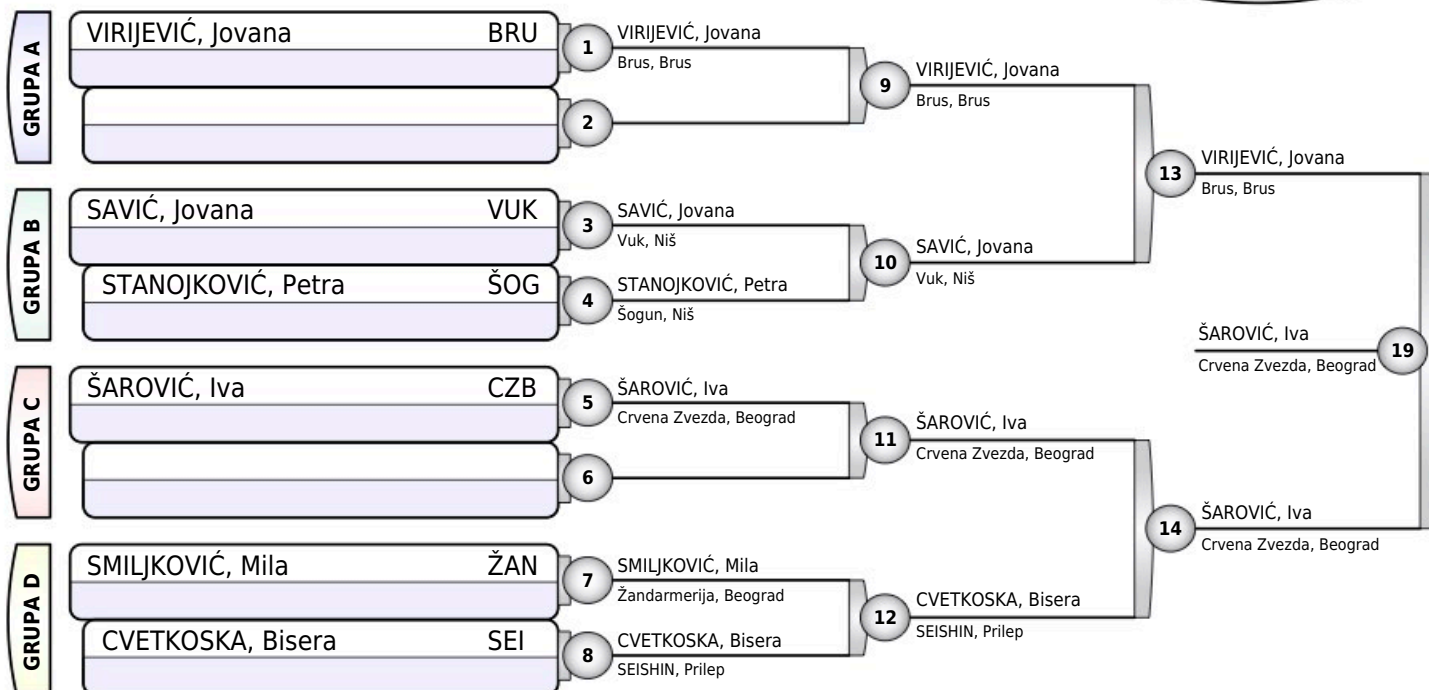 GRUPA A
VIRIJEVIĆ, Jovana BRU
1
VIRIJEVIĆ, Jovana
Brus, Brus
2
9
VIRIJEVIĆ, Jovana
Brus, Brus
13
VIRIJEVIĆ, Jovana
Brus, Brus
GRUPA B
SAVIĆ, Jovana VUK
3
SAVIĆ, Jovana
Vuk, Niš
STANOJKOVIĆ, Petra ŠOG
4
STANOJKOVIĆ, Petra
Šogun, Niš
10
SAVIĆ, Jovana
Vuk, Niš
ŠAROVIĆ, Iva
Crvena Zvezda, Beograd
19
GRUPA C
ŠAROVIĆ, Iva CZB
5
ŠAROVIĆ, Iva
Crvena Zvezda, Beograd
6
11
ŠAROVIĆ, Iva
Crvena Zvezda, Beograd
14
ŠAROVIĆ, Iva
Crvena Zvezda, Beograd
GRUPA D
SMILJKOVIĆ, Mila ŽAN
7
SMILJKOVIĆ, Mila
Žandarmerija, Beograd
CVETKOSKA, Bisera SEI
8
CVETKOSKA, Bisera
SEISHIN, Prilep
12
CVETKOSKA, Bisera
SEISHIN, Prilep